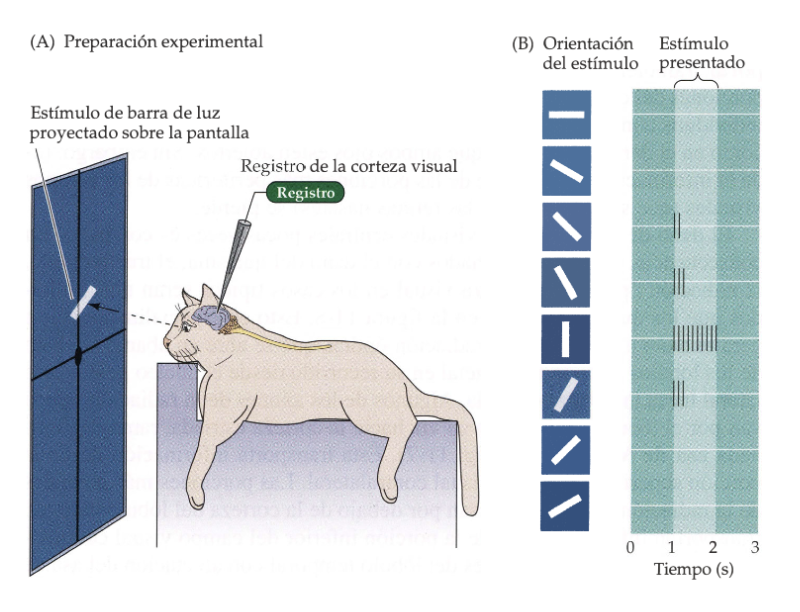 (A) Preparación experimental
Estímulo de barra de luz
proyectado sobre la pantalla
Registro de la corteza visual
Registro
(B) Orientación
del estímulo
Estímulo
presentado
0 1 2 3
Tiempo (s)